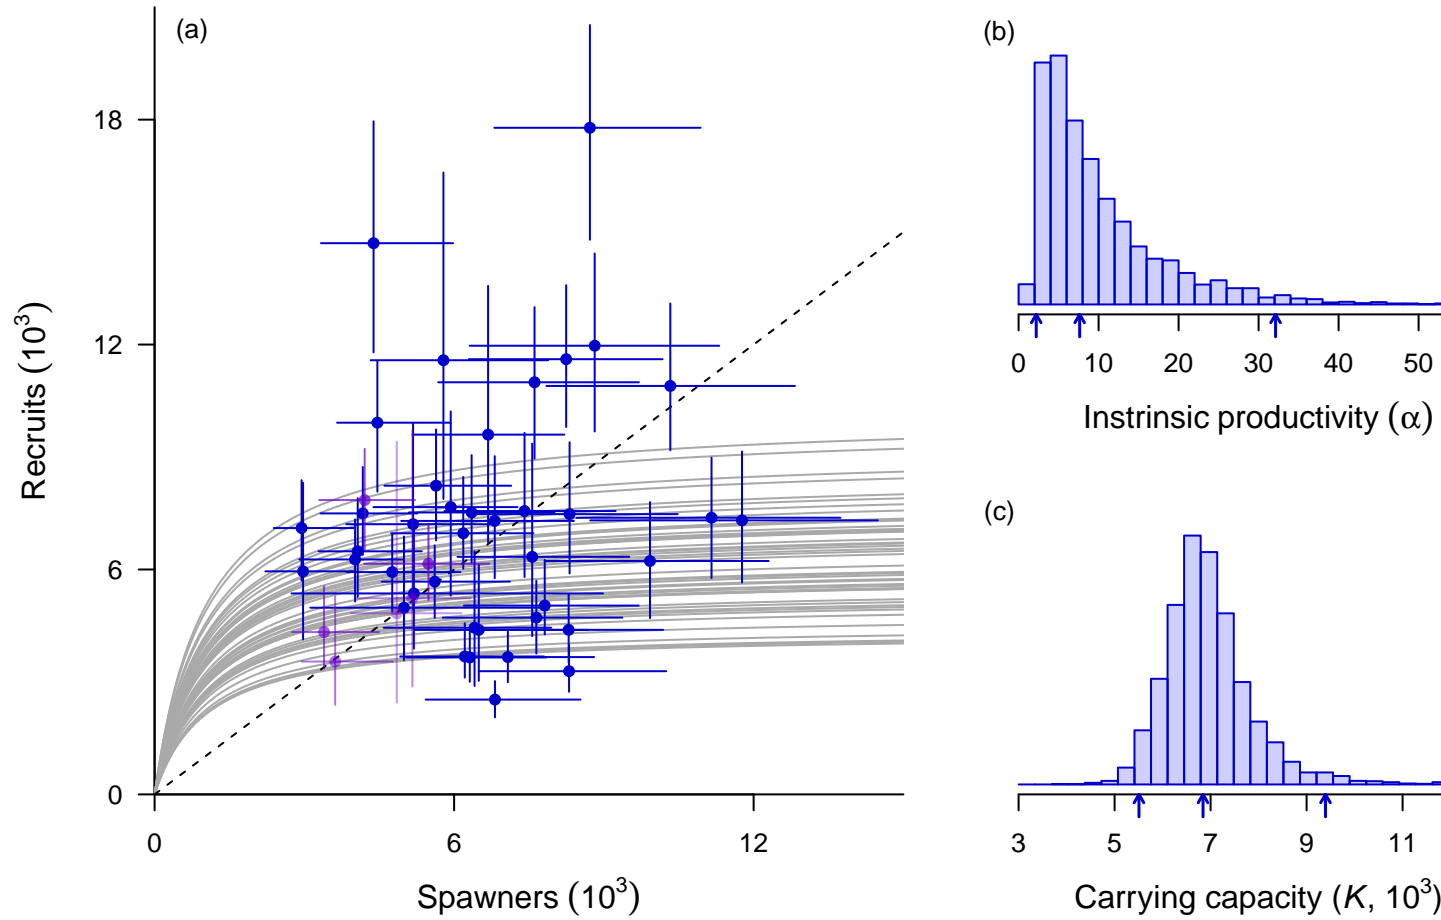 (a)
18
12
6
0
Recruits (10³)
0 6 12
Spawners (10³)
(b)
0 10 20 30 40 50
Instrinsic productivity (α)
(c)
3 5 7 9 11
Carrying capacity (K, 10³)